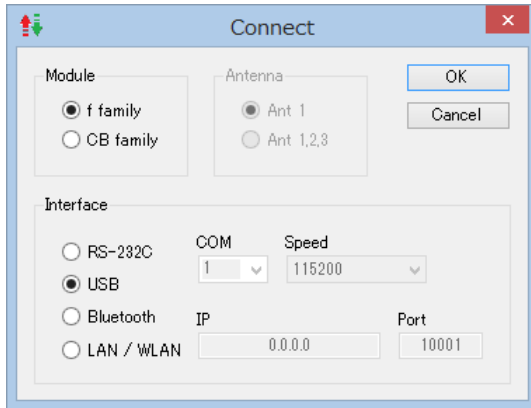 Connect
Module
f family
CB family
Antenna
Ant 1
Ant 1,2,3
OK
Cancel
Interface
RS-232C
USB
Bluetooth
LAN / WLAN
COM
1
Speed
115200
IP
0.0.0.0
Port
10001